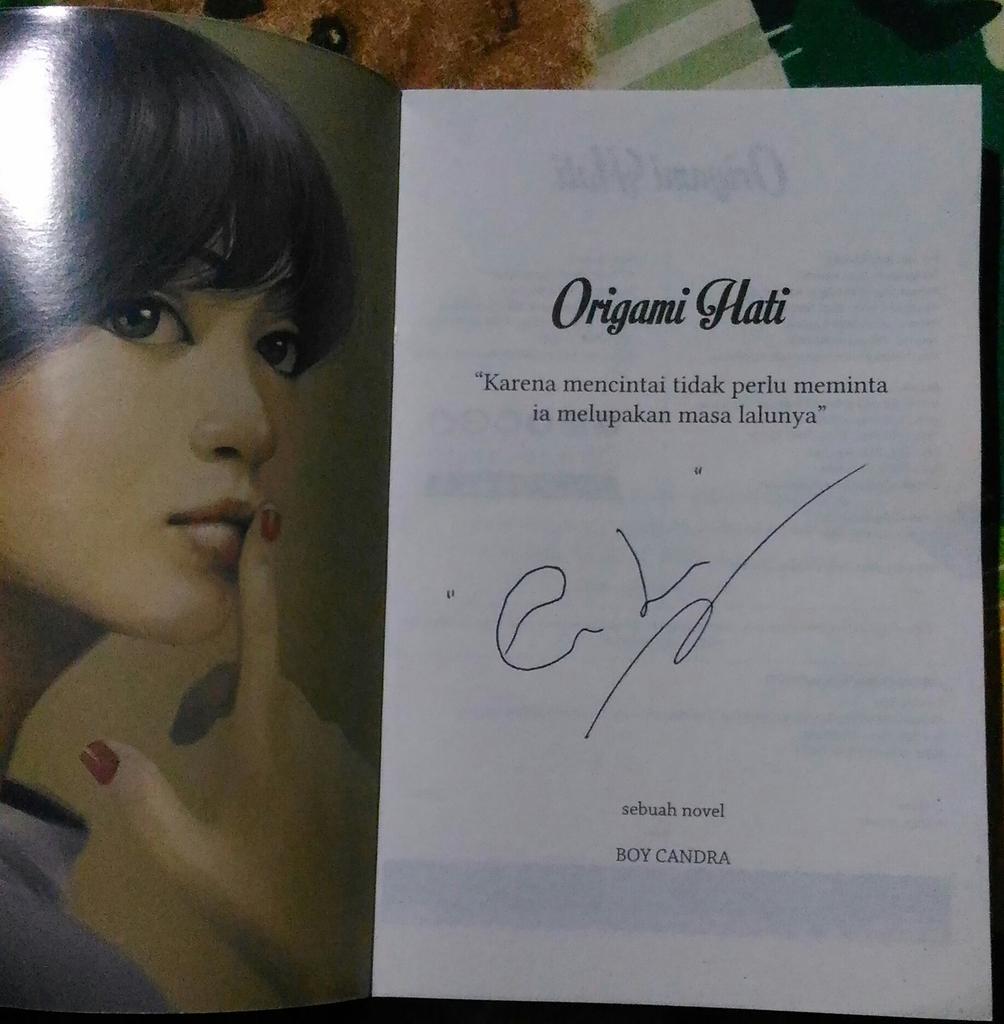 Origami Hati
“Karena mencintai tidak perlu meminta
ia melupakan masa lalunya”
sebuah novel
BOY CANDRA